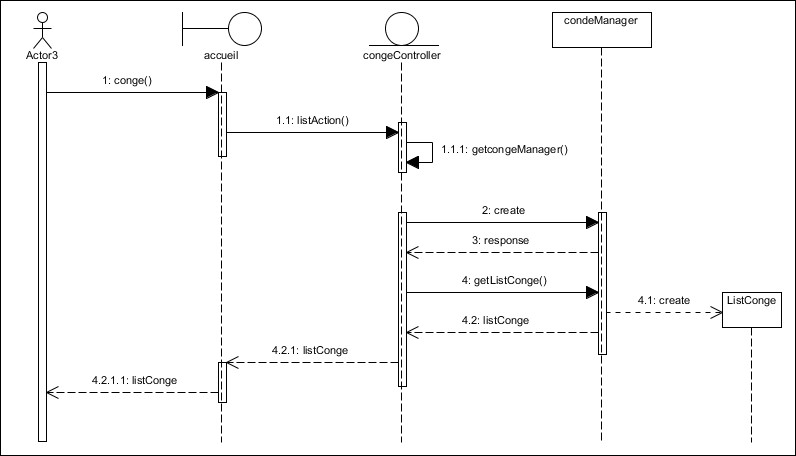 condeManager
Actor3
accueil
congeController
1: conge()
1.1: listAction()
1.1.1: getcongeManager()
2: create
3: response
4: getListConge()
4.1: create
ListConge
4.2: listConge
4.2.1: listConge
4.2.1.1: listConge